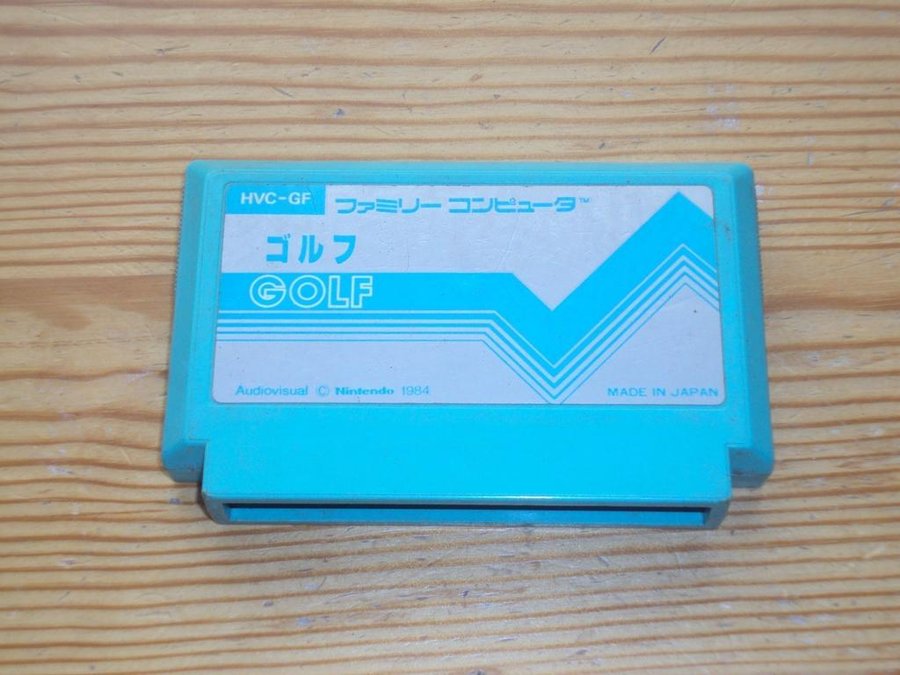 HVC-GF
ファミリー コンピュータ™
ゴルフ
GOLF
Audiovisual © Nintendo 1984
MADE IN JAPAN